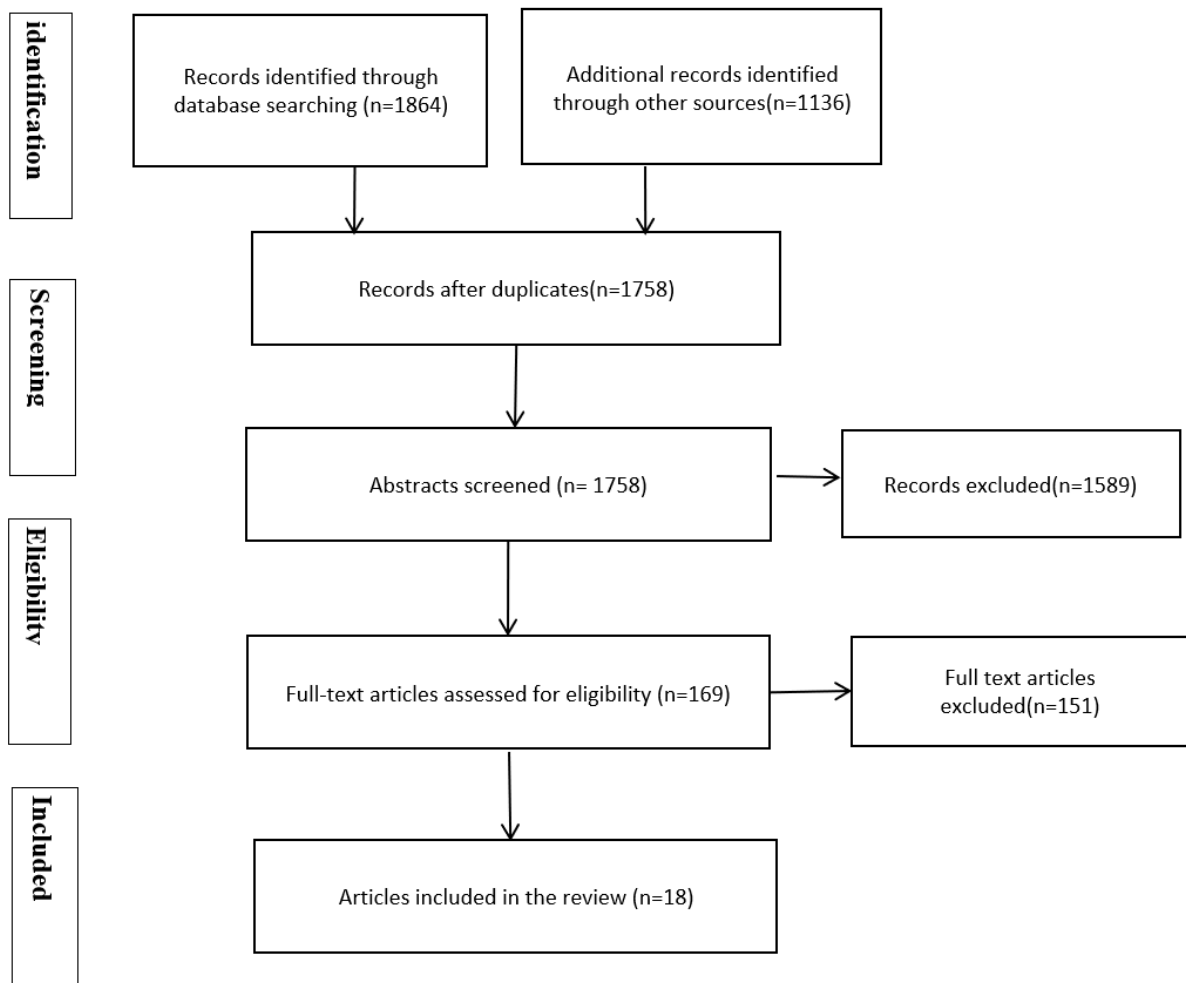 identification
Records identified through
database searching (n=1864)
Additional records identified
through other sources(n=1136)
Screening
Records after duplicates(n=1758)
Abstracts screened (n= 1758)
Records excluded(n=1589)
Eligibility
Full-text articles assessed for eligibility (n=169)
Full text articles
excluded(n=151)
Included
Articles included in the review (n=18)